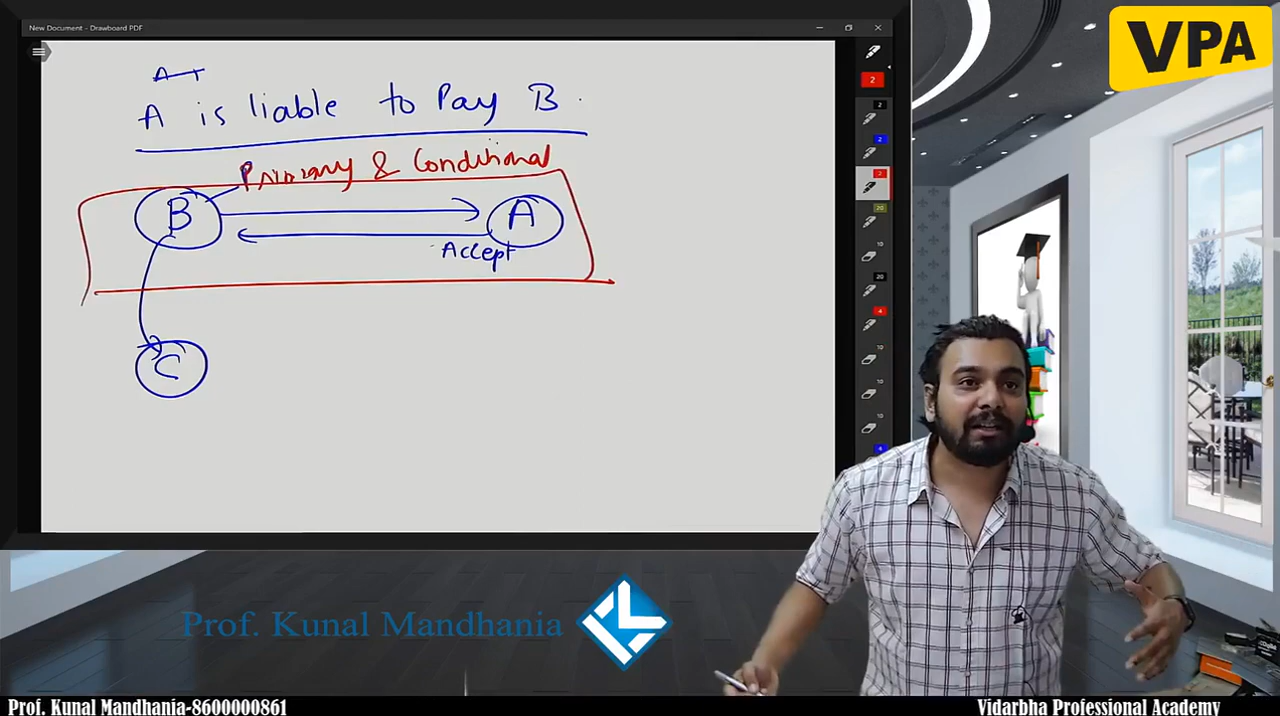 New Document - Drawboard PDF
VPA
A is liable to Pay B.
Primary & Conditional
B
A
Accept
C
Prof. Kunal Mandhania
Prof. Kunal Mandhania-8600000861
Vidarbha Professional Academy